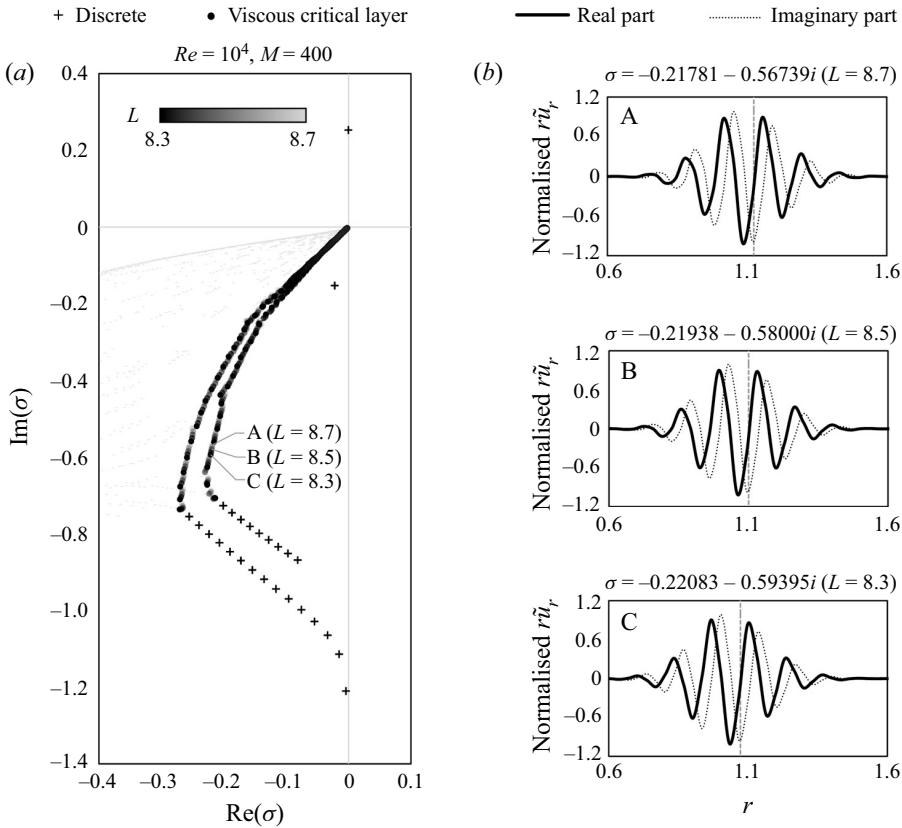 + Discrete
• Viscous critical layer
Real part
Imaginary part
(a)
Re = 10⁴, M = 400
L
8.3
8.7
0.4
0.2
0
–0.2
–0.4
–0.6
–0.8
–1.0
–1.2
–1.4
Im(σ)
A (L = 8.7)
B (L = 8.5)
C (L = 8.3)
–0.4
–0.3
–0.2
–0.1
0
0.1
Re(σ)
(b)
σ = –0.21781 – 0.56739i (L = 8.7)
A
Normalised rũᵣ
1.2
0.6
0
–0.6
–1.2
0.6
1.1
1.6
σ = –0.21938 – 0.58000i (L = 8.5)
B
Normalised rũᵣ
1.2
0.6
0
–0.6
–1.2
0.6
1.1
1.6
σ = –0.22083 – 0.59395i (L = 8.3)
C
Normalised rũᵣ
1.2
0.6
0
–0.6
–1.2
0.6
1.1
1.6
r